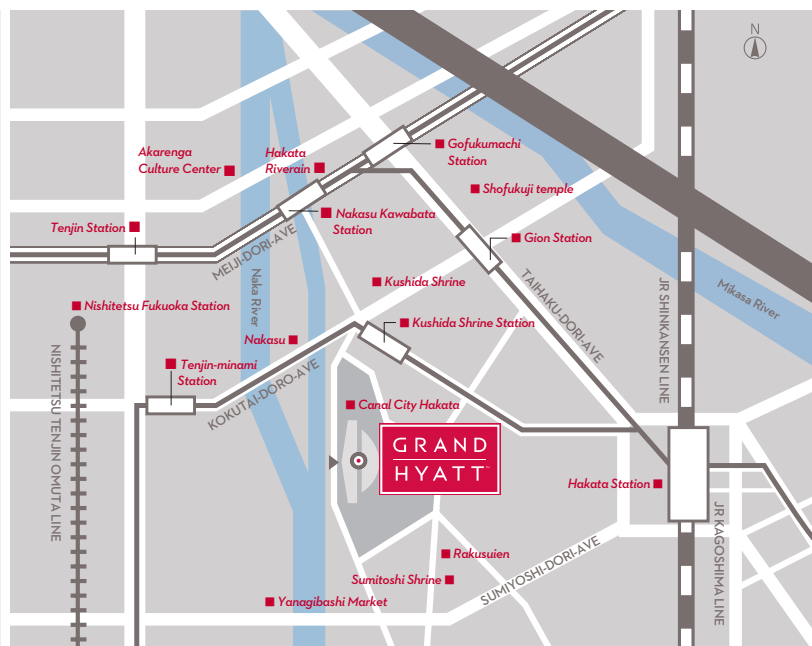 N
Akarenga
Culture Center
Hakata
Riverain
Gofukumachi
Station
Shofukuji temple
Nakasu Kawabata
Station
Tenjin Station
Gion Station
MEIJI-DORI-AVE
Naka River
Kushida Shrine
TAIHAKU-DORI-AVE
JR SHINKANSEN LINE
Mikasa River
Nishitetsu Fukuoka Station
Kushida Shrine Station
Nakasu
Tenjin-minami
Station
KOKUTAI-DORO-AVE
NISHITETSU TENJIN OMUTA LINE
Canal City Hakata
GRAND
HYATT™
Hakata Station
JR KAGOSHIMA LINE
SUMIYOSHI-DORI-AVE
Rakusuien
Sumitoshi Shrine
Yanagibashi Market